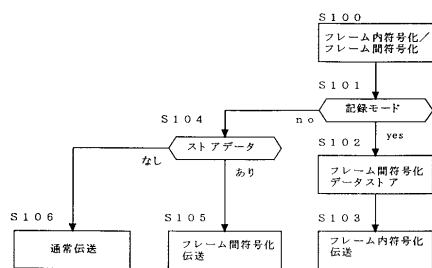 S100
フレーム内符号化／
フレーム間符号化
S101
記録モード
no
yes
S104
ストアデータ
なし
あり
S102
フレーム間符号化
データストア
S106
通常伝送
S105
フレーム間符号化
伝送
S103
フレーム内符号化
伝送